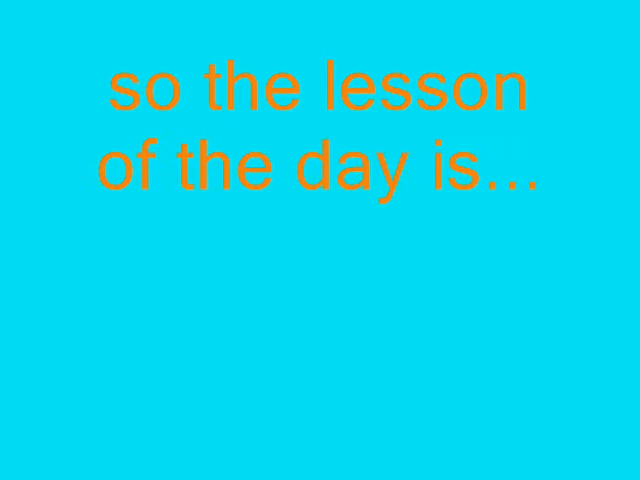 so the lesson
of the day is...